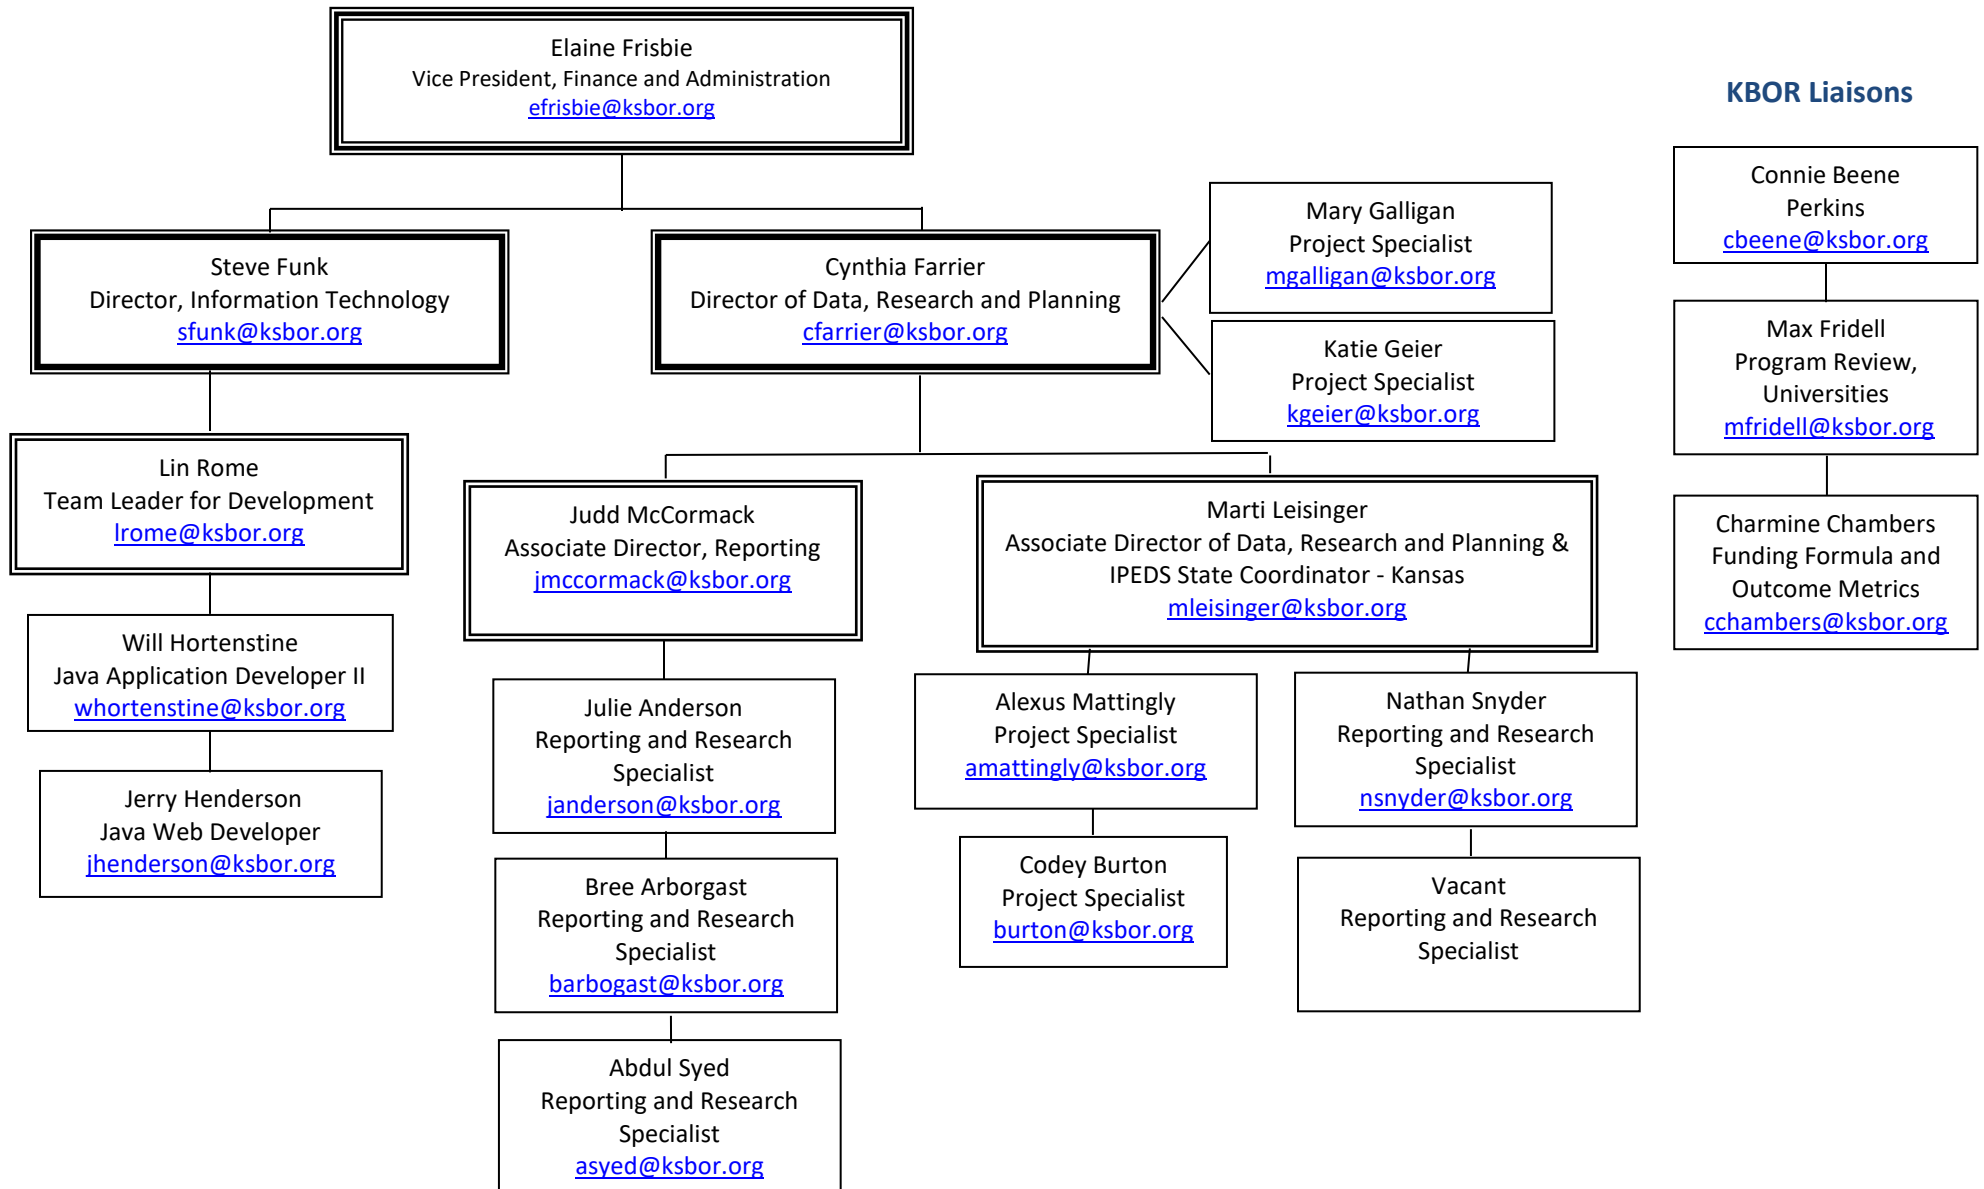 Elaine Frisbie
Vice President, Finance and Administration
efrisbie@ksbor.org
KBOR Liaisons
Connie Beene
Perkins
cbeene@ksbor.org
Max Fridell
Program Review,
Universities
mfridell@ksbor.org
Charmine Chambers
Funding Formula and
Outcome Metrics
cchambers@ksbor.org
Steve Funk
Director, Information Technology
sfunk@ksbor.org
Cynthia Farrier
Director of Data, Research and Planning
cfarrier@ksbor.org
Mary Galligan
Project Specialist
mgalligan@ksbor.org
Katie Geier
Project Specialist
kgeier@ksbor.org
Lin Rome
Team Leader for Development
lrome@ksbor.org
Will Hortenstine
Java Application Developer II
whortenstine@ksbor.org
Jerry Henderson
Java Web Developer
jhenderson@ksbor.org
Judd McCormack
Associate Director, Reporting
jmccormack@ksbor.org
Julie Anderson
Reporting and Research
Specialist
janderson@ksbor.org
Bree Arborgast
Reporting and Research
Specialist
barbogast@ksbor.org
Abdul Syed
Reporting and Research
Specialist
asyed@ksbor.org
Marti Leisinger
Associate Director of Data, Research and Planning &
IPEDS State Coordinator - Kansas
mleisinger@ksbor.org
Alexus Mattingly
Project Specialist
amattingly@ksbor.org
Codey Burton
Project Specialist
burton@ksbor.org
Nathan Snyder
Reporting and Research
Specialist
nsnyder@ksbor.org
Vacant
Reporting and Research
Specialist